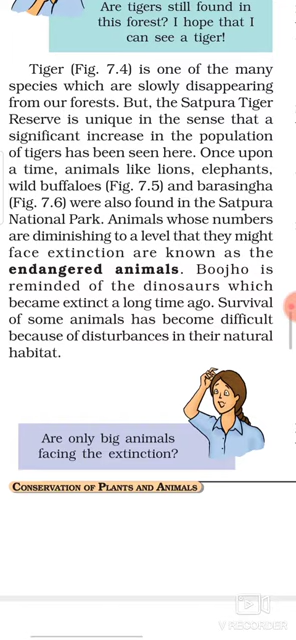 Are tigers still found in
this forest? I hope that I
can see a tiger!
Tiger (Fig. 7.4) is one of the many
species which are slowly disappearing
from our forests. But, the Satpura Tiger
Reserve is unique in the sense that a
significant increase in the population
of tigers has been seen here. Once upon
a time, animals like lions, elephants,
wild buffaloes (Fig. 7.5) and barasingha
(Fig. 7.6) were also found in the Satpura
National Park. Animals whose numbers
are diminishing to a level that they might
face extinction are known as the
endangered animals. Boojho is
reminded of the dinosaurs which
became extinct a long time ago. Survival
of some animals has become difficult
because of disturbances in their natural
habitat.
Are only big animals
facing the extinction?
CONSERVATION OF PLANTS AND ANIMALS
V RECORDER